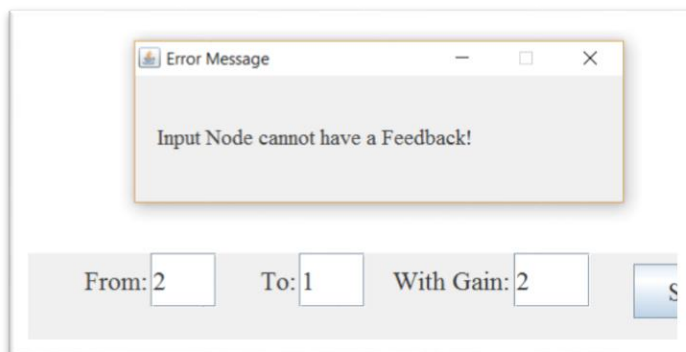 Error Message
Input Node cannot have a Feedback!
From: 2 To: 1 With Gain: 2 S